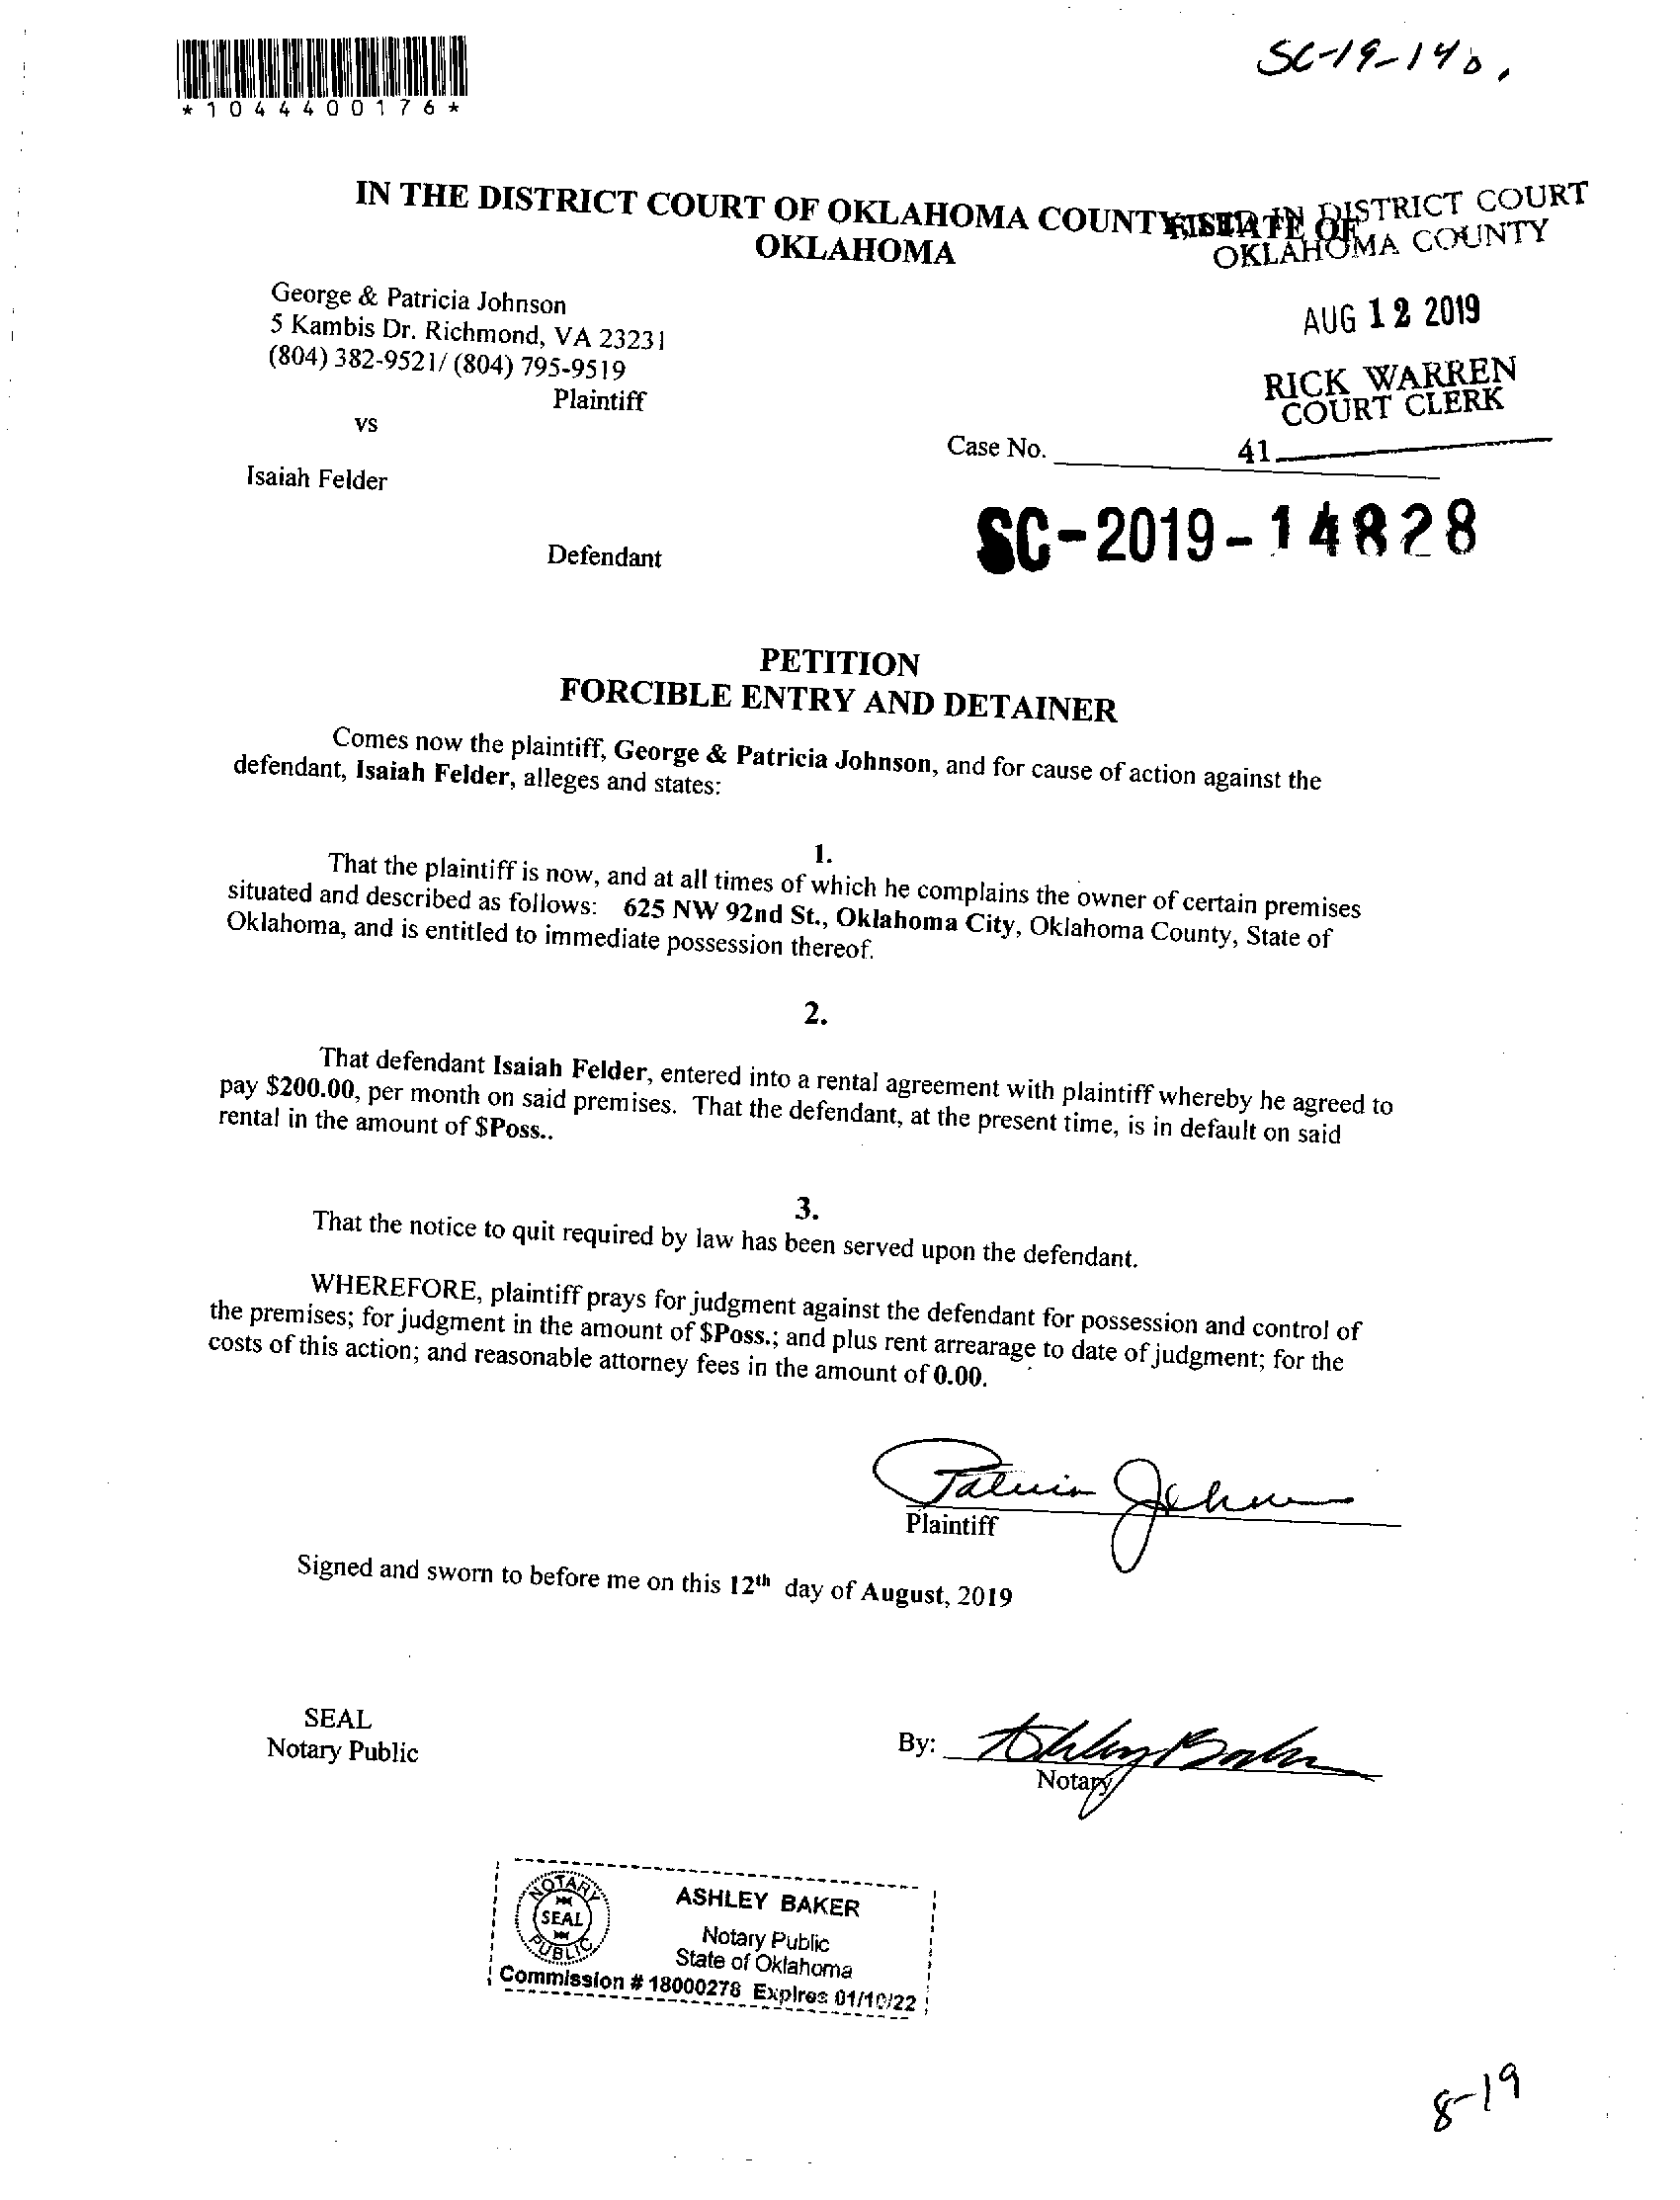 SC-19-140.
*1044400176*
IN THE DISTRICT COURT OF OKLAHOMA COUNTY, STATE OF
OKLAHOMA
FILED IN DISTRICT COURT
OKLAHOMA COUNTY
George & Patricia Johnson
5 Kambis Dr. Richmond, VA 23231
(804) 382-9521/ (804) 795-9519
Plaintiff
AUG 12 2019
RICK WARREN
COURT CLERK
vs
Case No.
41
Isaiah Felder
SC-2019-14828
Defendant
PETITION
FORCIBLE ENTRY AND DETAINER
Comes now the plaintiff, George & Patricia Johnson, and for cause of action against the
defendant, Isaiah Felder, alleges and states:
1.
That the plaintiff is now, and at all times of which he complains the owner of certain premises
situated and described as follows: 625 NW 92nd St., Oklahoma City, Oklahoma County, State of
Oklahoma, and is entitled to immediate possession thereof.
2.
That defendant Isaiah Felder, entered into a rental agreement with plaintiff whereby he agreed to
pay $200.00, per month on said premises. That the defendant, at the present time, is in default on said
rental in the amount of $Poss..
3.
That the notice to quit required by law has been served upon the defendant.
WHEREFORE, plaintiff prays for judgment against the defendant for possession and control of
the premises; for judgment in the amount of $Poss.; and plus rent arrearage to date of judgment; for the
costs of this action; and reasonable attorney fees in the amount of 0.00.
Patricia Johnson
Plaintiff
Signed and sworn to before me on this 12th day of August, 2019
SEAL
Notary Public
By: Ashley Baker
Notary
NOTARY
SEAL
PUBLIC
ASHLEY BAKER
Notary Public
State of Oklahoma
Commission # 18000278 Expires 01/10/22
8-19